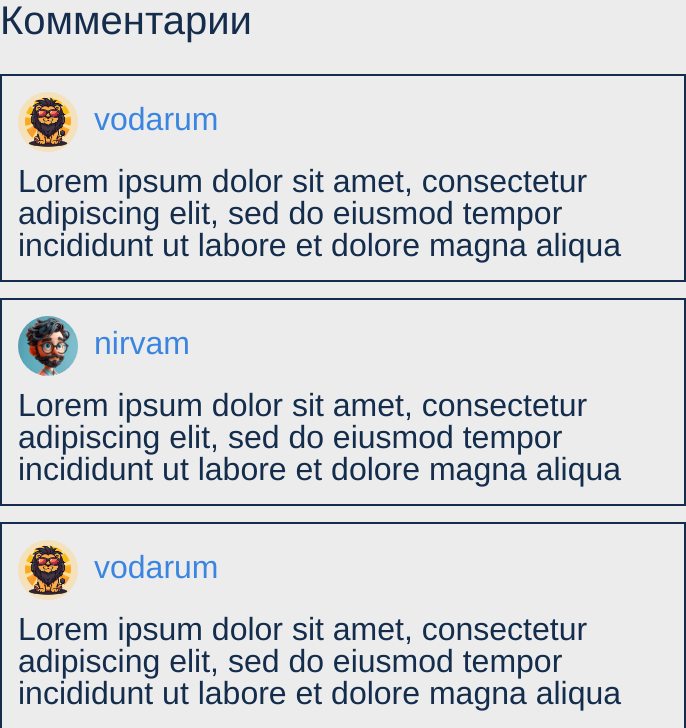 Комментарии
vodarum
Lorem ipsum dolor sit amet, consectetur
adipiscing elit, sed do eiusmod tempor
incididunt ut labore et dolore magna aliqua
nirvam
Lorem ipsum dolor sit amet, consectetur
adipiscing elit, sed do eiusmod tempor
incididunt ut labore et dolore magna aliqua
vodarum
Lorem ipsum dolor sit amet, consectetur
adipiscing elit, sed do eiusmod tempor
incididunt ut labore et dolore magna aliqua